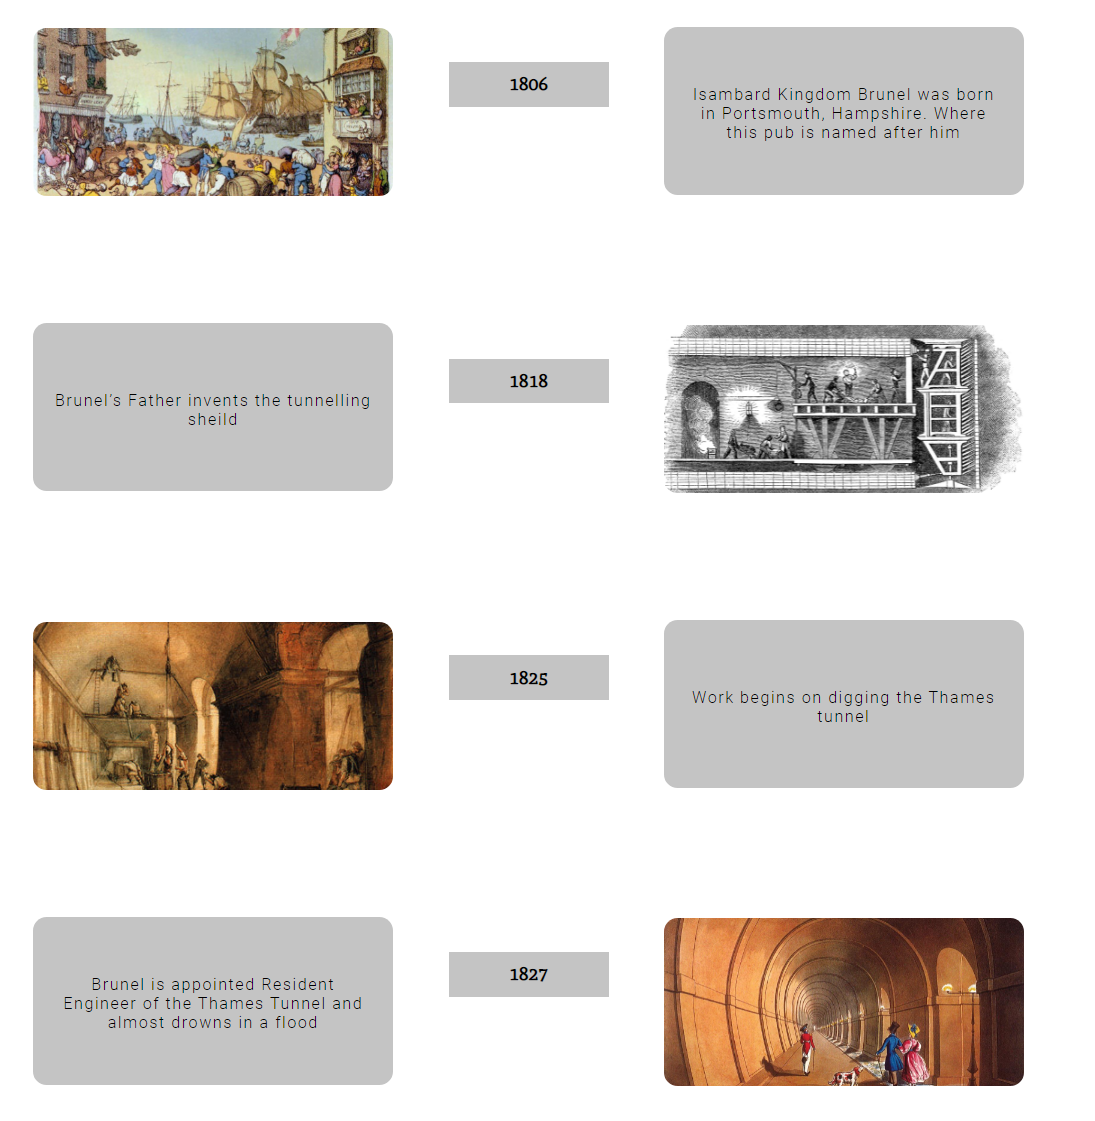 1806
Isambard Kingdom Brunel was born
in Portsmouth, Hampshire. Where
this pub is named after him
Brunel's Father invents the tunnelling
sheild
1818
1825
Work begins on digging the Thames
tunnel
Brunel is appointed Resident
Engineer of the Thames Tunnel and
almost drowns in a flood
1827